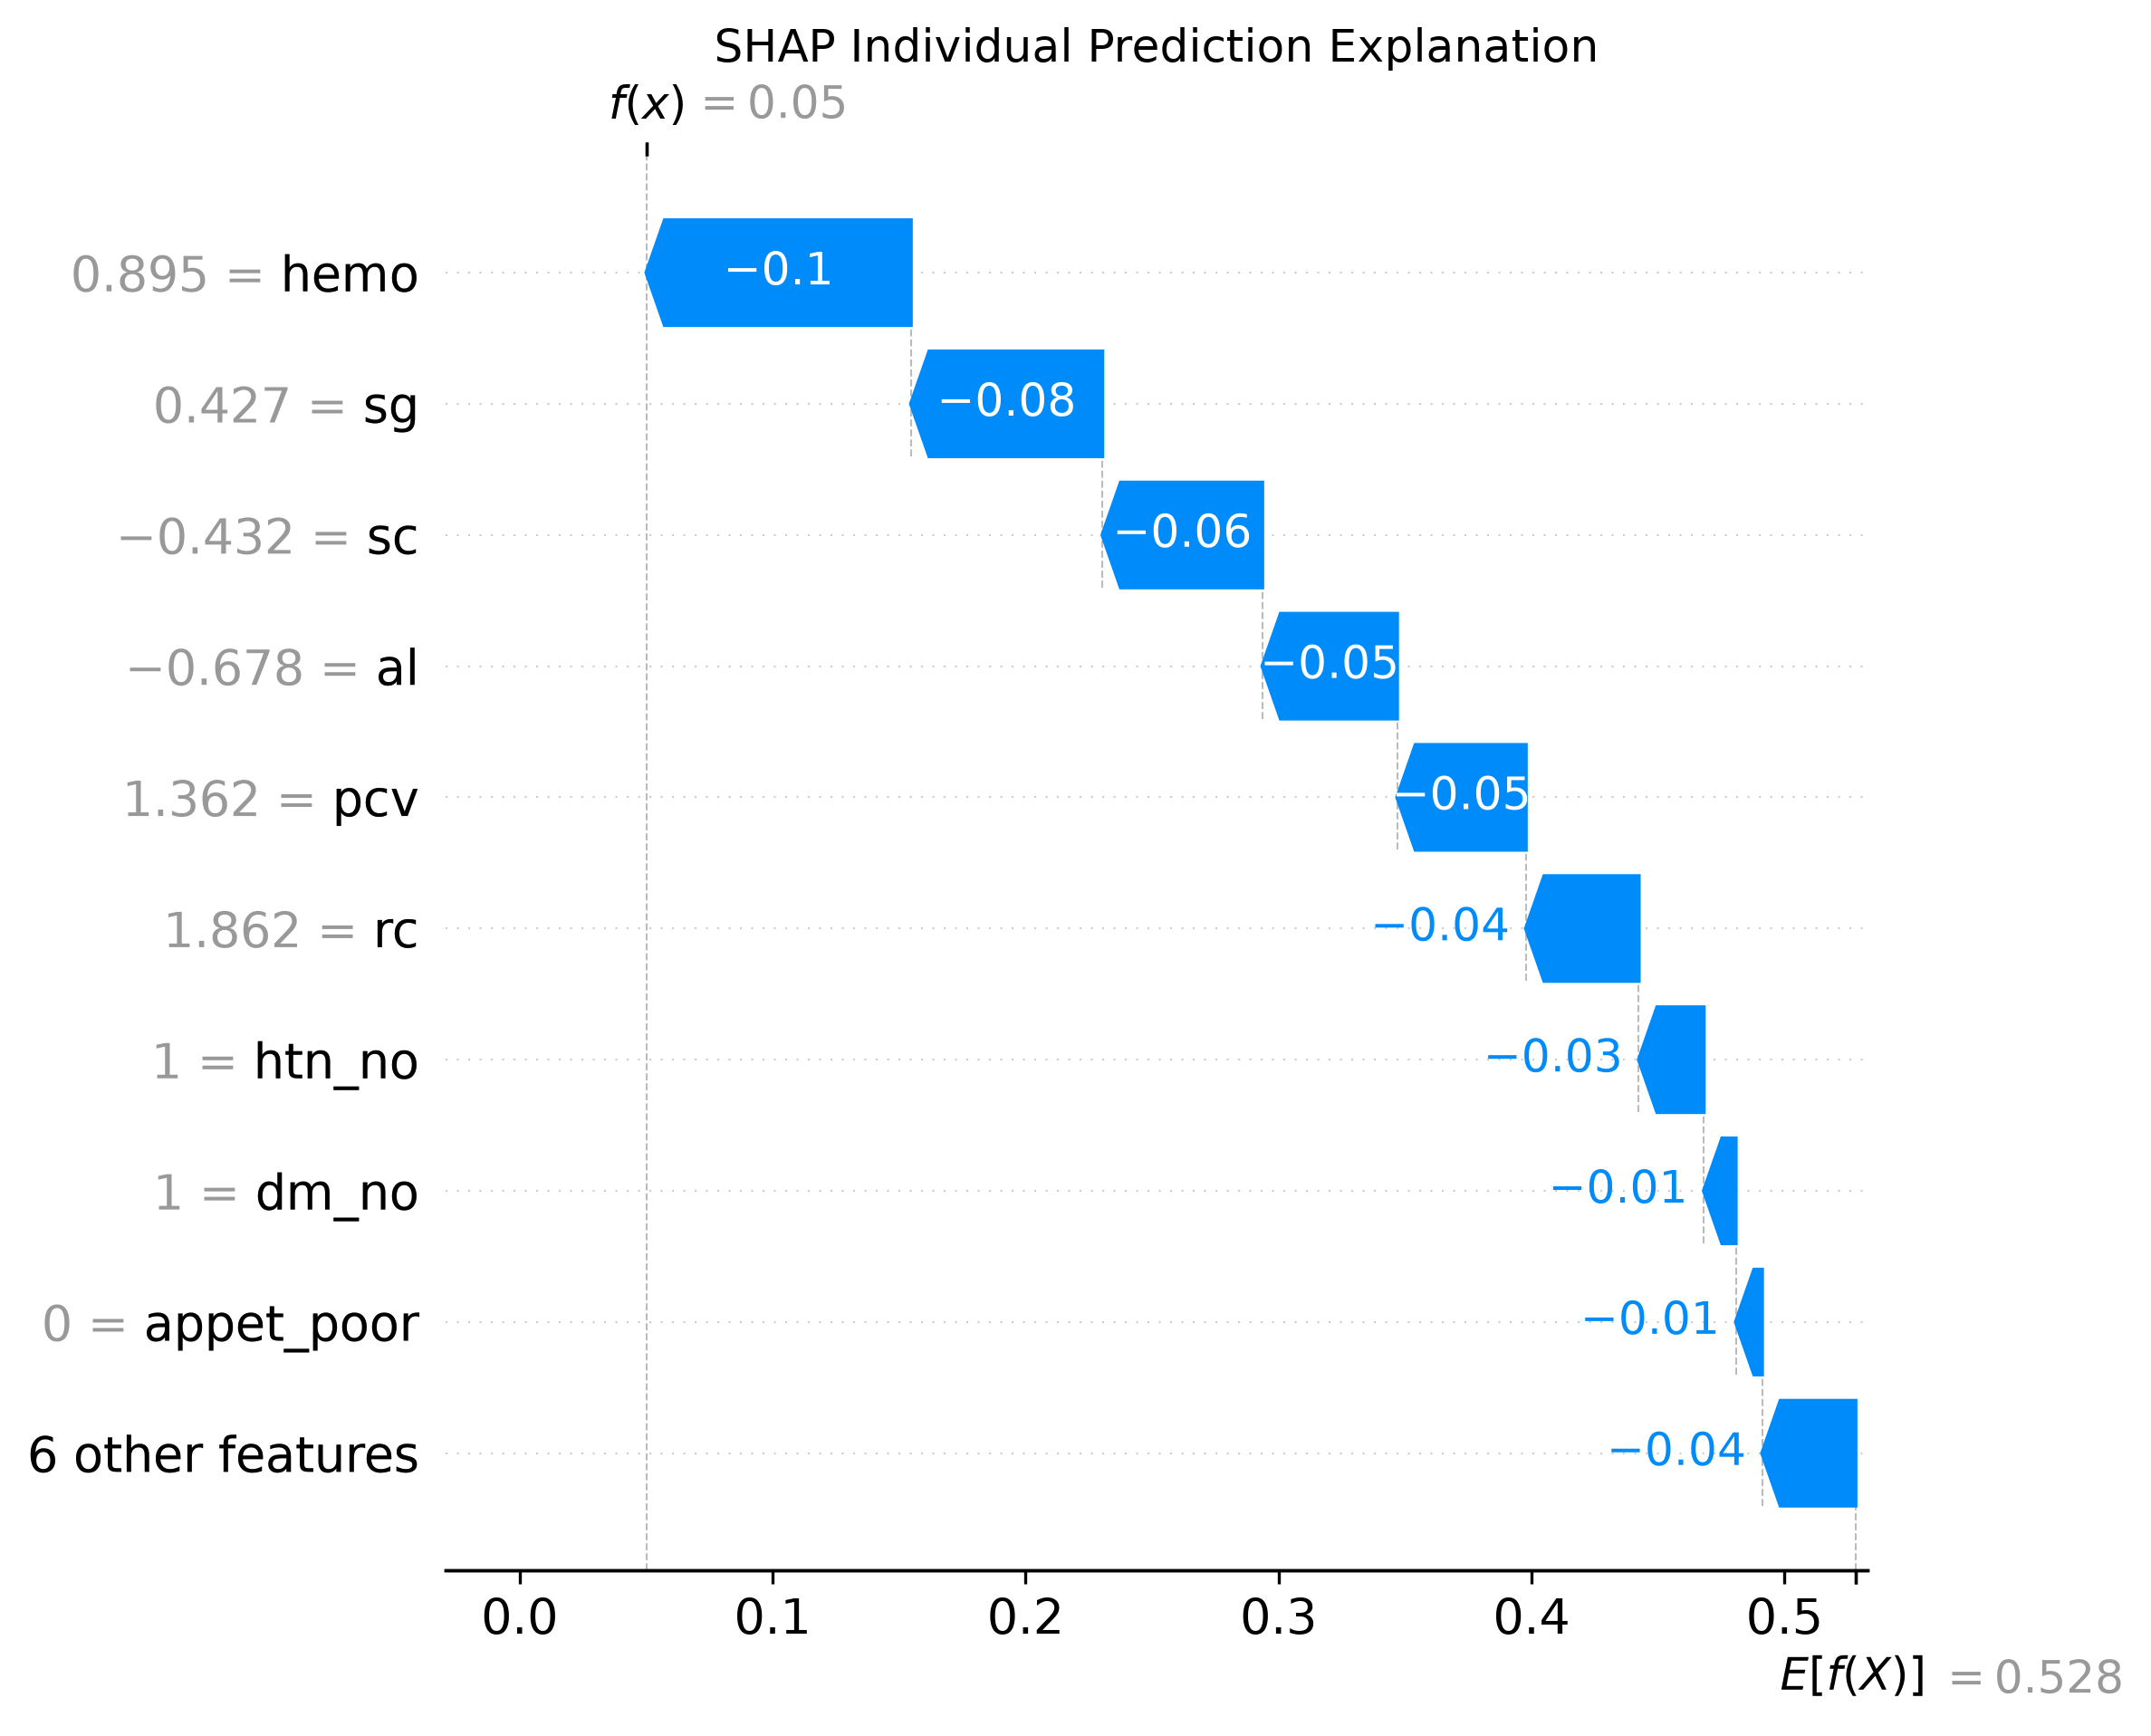 SHAP Individual Prediction Explanation
f(x) = 0.05
0.895 = hemo −0.1
0.427 = sg −0.08
−0.432 = sc −0.06
−0.678 = al −0.05
1.362 = pcv −0.05
1.862 = rc −0.04
1 = htn_no −0.03
1 = dm_no −0.01
0 = appet_poor −0.01
6 other features −0.04
0.0 0.1 0.2 0.3 0.4 0.5
E[f(X)] = 0.528